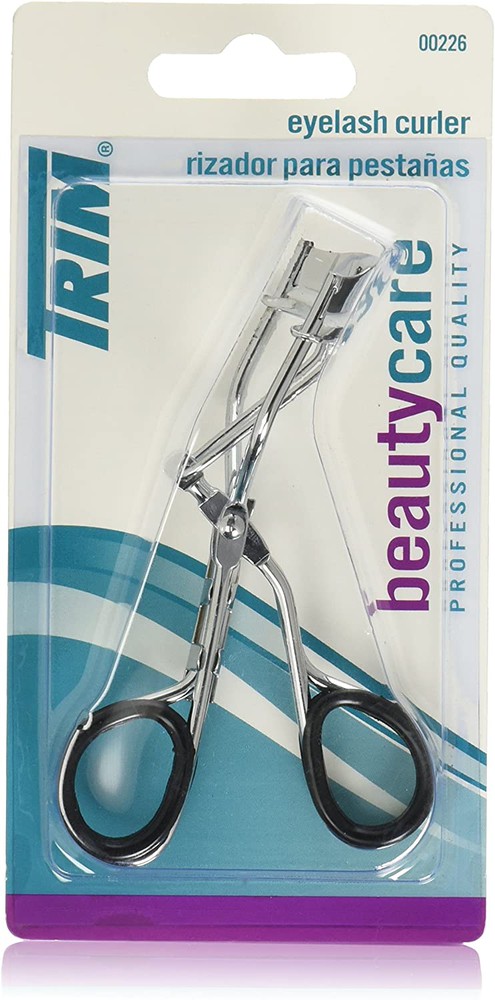 00226
eyelash curler
rizador para pestañas
TRIM®
beautycare
PROFESSIONAL QUALITY